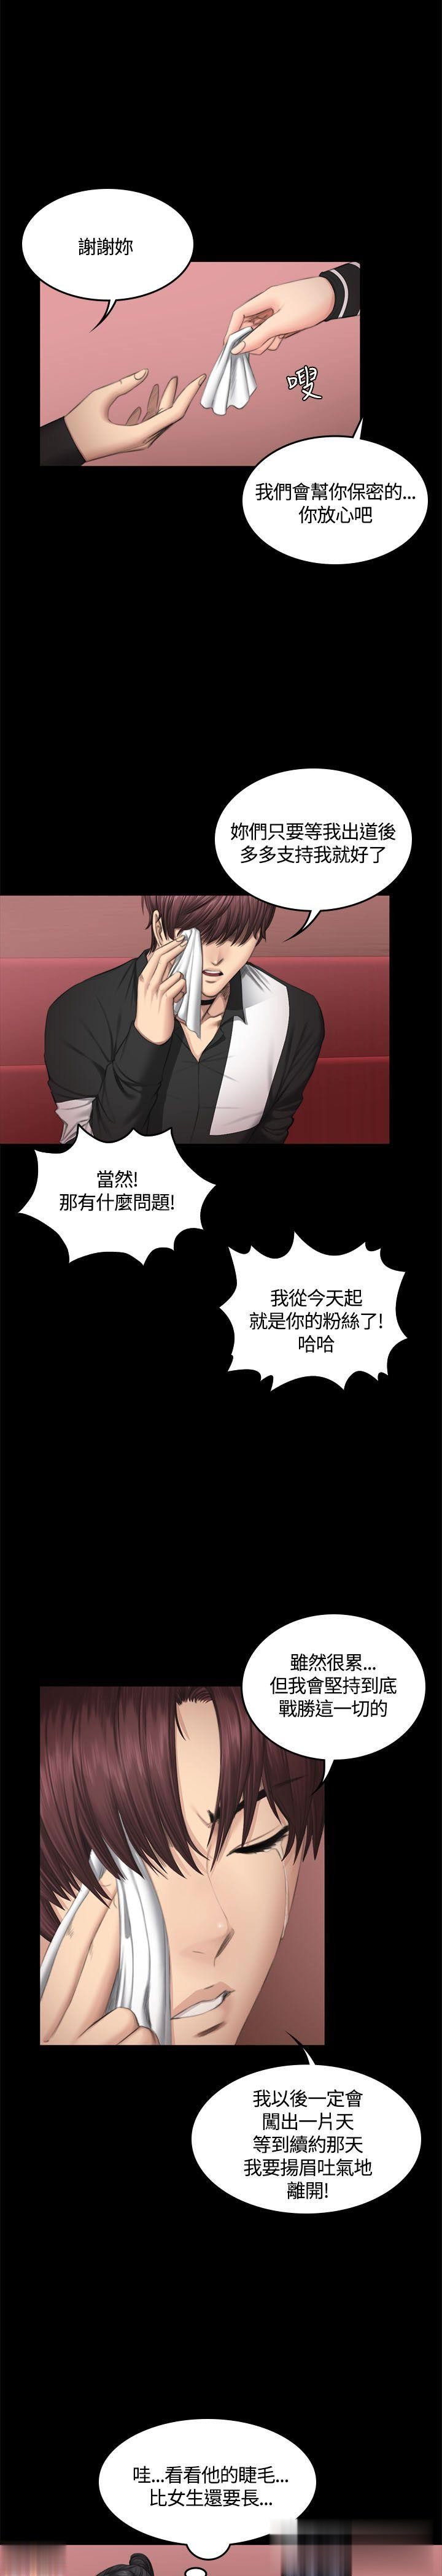 謝謝妳
嗖
我們會幫你保密的...
你放心吧
妳們只要等我出道後
多多支持我就好了
當然!
那有什麼問題!
我從今天起
就是你的粉絲了!
哈哈
雖然很累...
但我會堅持到底
戰勝這一切的
我以後一定會
闖出一片天
等到續約那天
我要揚眉吐氣地
離開!
哇...看看他的睫毛...
比女生還要長...